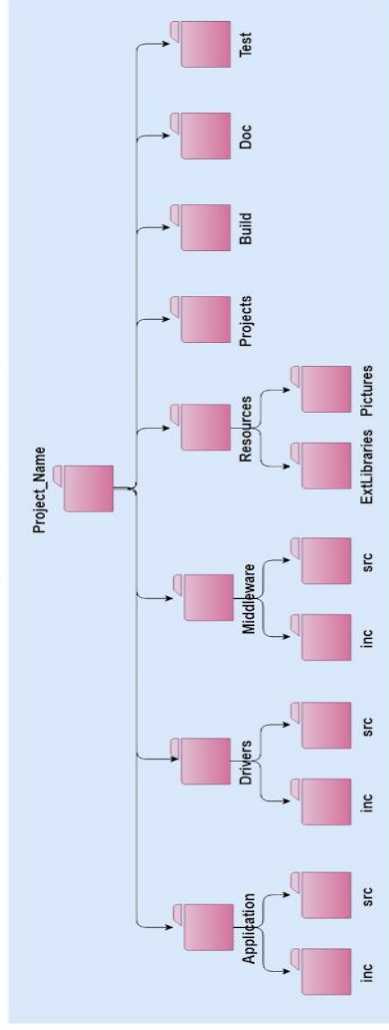 Project_Name
Application
Drivers
Middleware
Resources
Projects
Build
Doc
Test
inc
src
inc
src
inc
src
ExtLibraries
Pictures